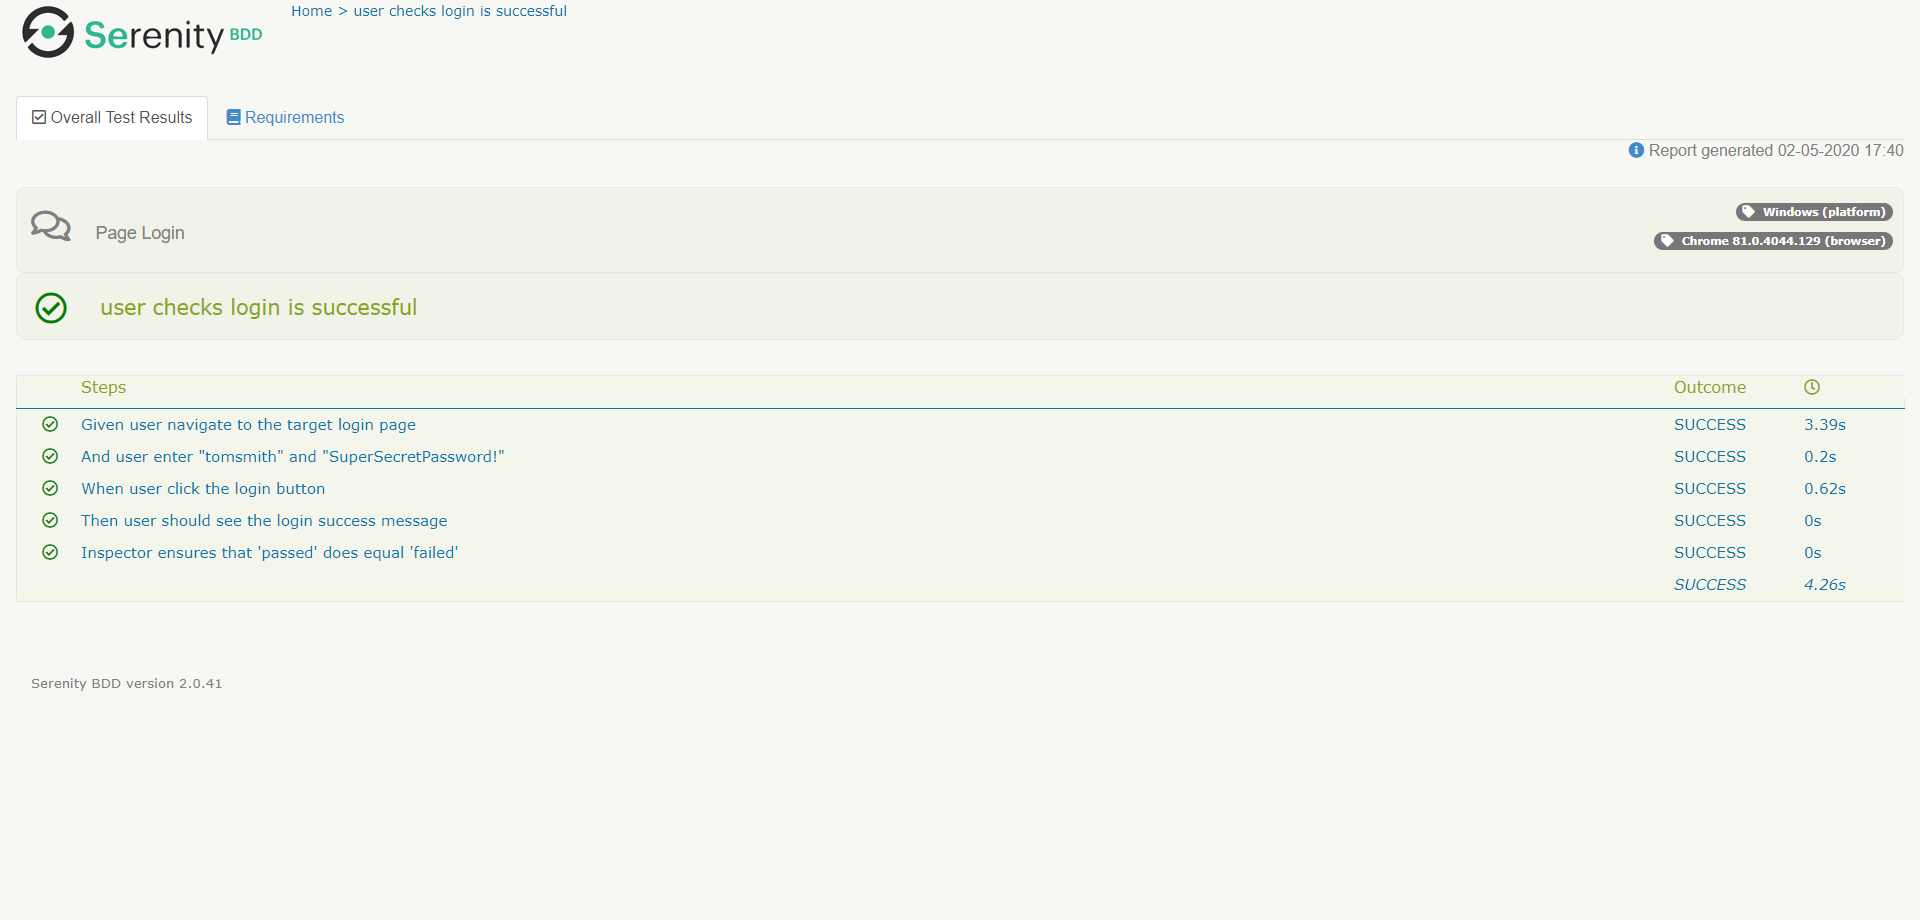 Serenity BDD
Home > user checks login is successful
Overall Test Results
Requirements
Report generated 02-05-2020 17:40
Page Login
Windows (platform)
Chrome 81.0.4044.129 (browser)
user checks login is successful
Steps Outcome
Given user navigate to the target login page SUCCESS 3.39s
And user enter "tomsmith" and "SuperSecretPassword!" SUCCESS 0.2s
When user click the login button SUCCESS 0.62s
Then user should see the login success message SUCCESS 0s
Inspector ensures that 'passed' does equal 'failed' SUCCESS 0s
SUCCESS 4.26s
Serenity BDD version 2.0.41